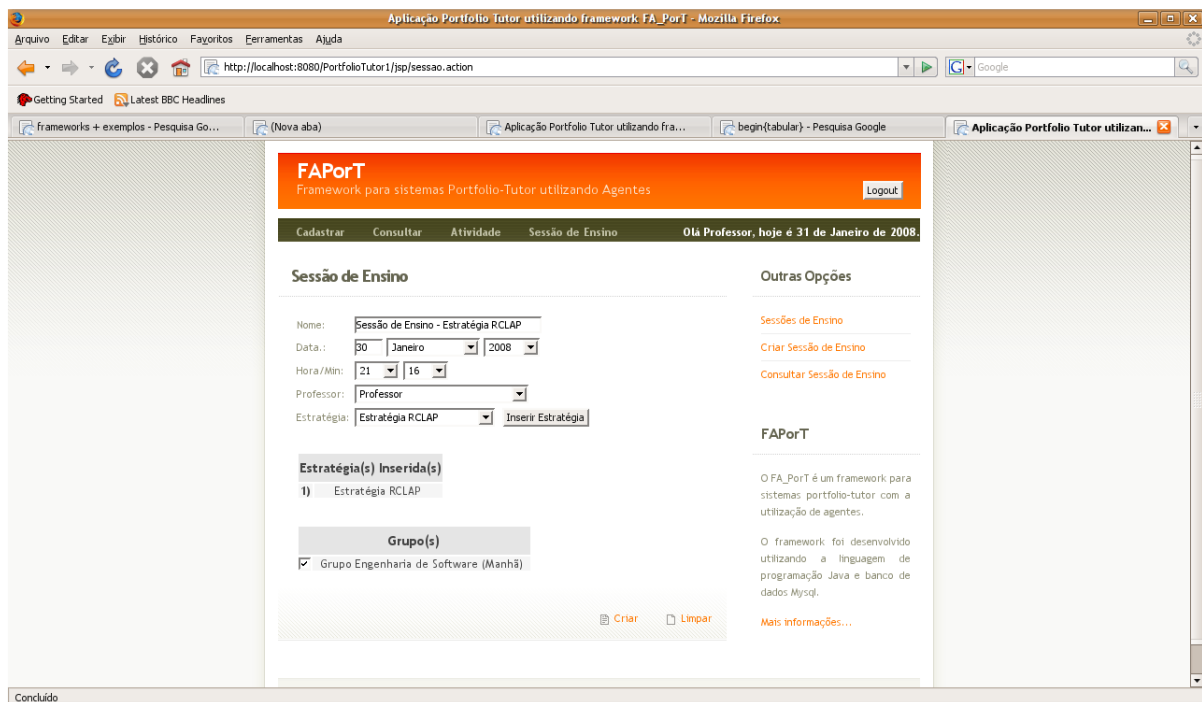 Aplicação Portfolio Tutor utilizando framework FA_PorT - Mozilla Firefox
Arquivo Editar Exibir Histórico Favoritos Ferramentas Ajuda
http://localhost:8080/PortfolioTutor1/jsp/sessao.action
G Google
Getting Started Latest BBC Headlines
frameworks + exemplos - Pesquisa Go... (Nova aba) Aplicação Portfolio Tutor utilizando fra... begin{tabular} - Pesquisa Google Aplicação Portfolio Tutor utilizan...
FAPorT
Framework para sistemas Portfolio-Tutor utilizando Agentes
Logout
Cadastrar Consultar Atividade Sessão de Ensino Olá Professor, hoje é 31 de Janeiro de 2008.
Sessão de Ensino
Nome: Sessão de Ensino - Estratégia RCLAP
Data.: 30 Janeiro 2008
Hora/Min: 21 16
Professor: Professor
Estratégia: Estratégia RCLAP Inserir Estratégia
Estratégia(s) Inserida(s)
1) Estratégia RCLAP
Grupo(s)
Grupo Engenharia de Software (Manhã)
Criar Limpar
Outras Opções
Sessões de Ensino
Criar Sessão de Ensino
Consultar Sessão de Ensino
FAPorT
O FA_PorT é um framework para
sistemas portfolio-tutor com a
utilização de agentes.
O framework foi desenvolvido
utilizando a linguagem de
programação Java e banco de
dados Mysql.
Mais informações...
Concluído